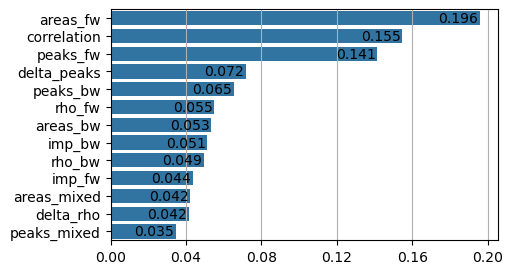 areas_fw 0.196
correlation 0.155
peaks_fw 0.141
delta_peaks 0.072
peaks_bw 0.065
rho_fw 0.055
areas_bw 0.053
imp_bw 0.051
rho_bw 0.049
imp_fw 0.044
areas_mixed 0.042
delta_rho 0.042
peaks_mixed 0.035
0.00 0.04 0.08 0.12 0.16 0.20